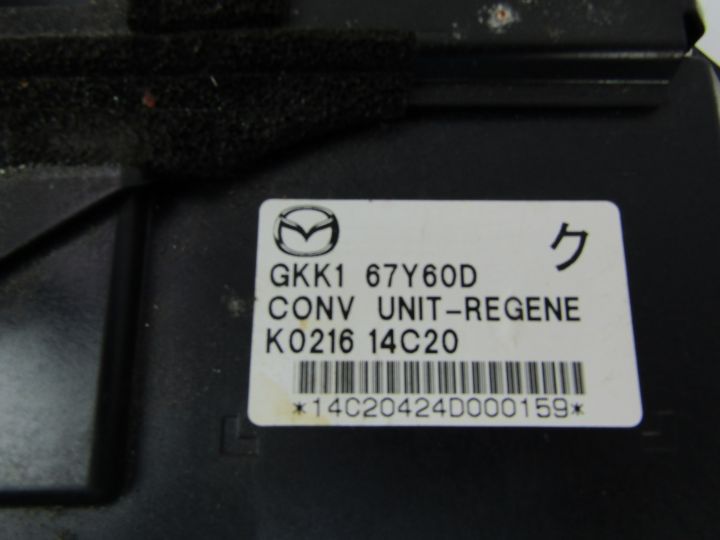 ク
GKK1 67Y60D
CONV UNIT-REGENE
K0216 14C20
*14C20424D000159*